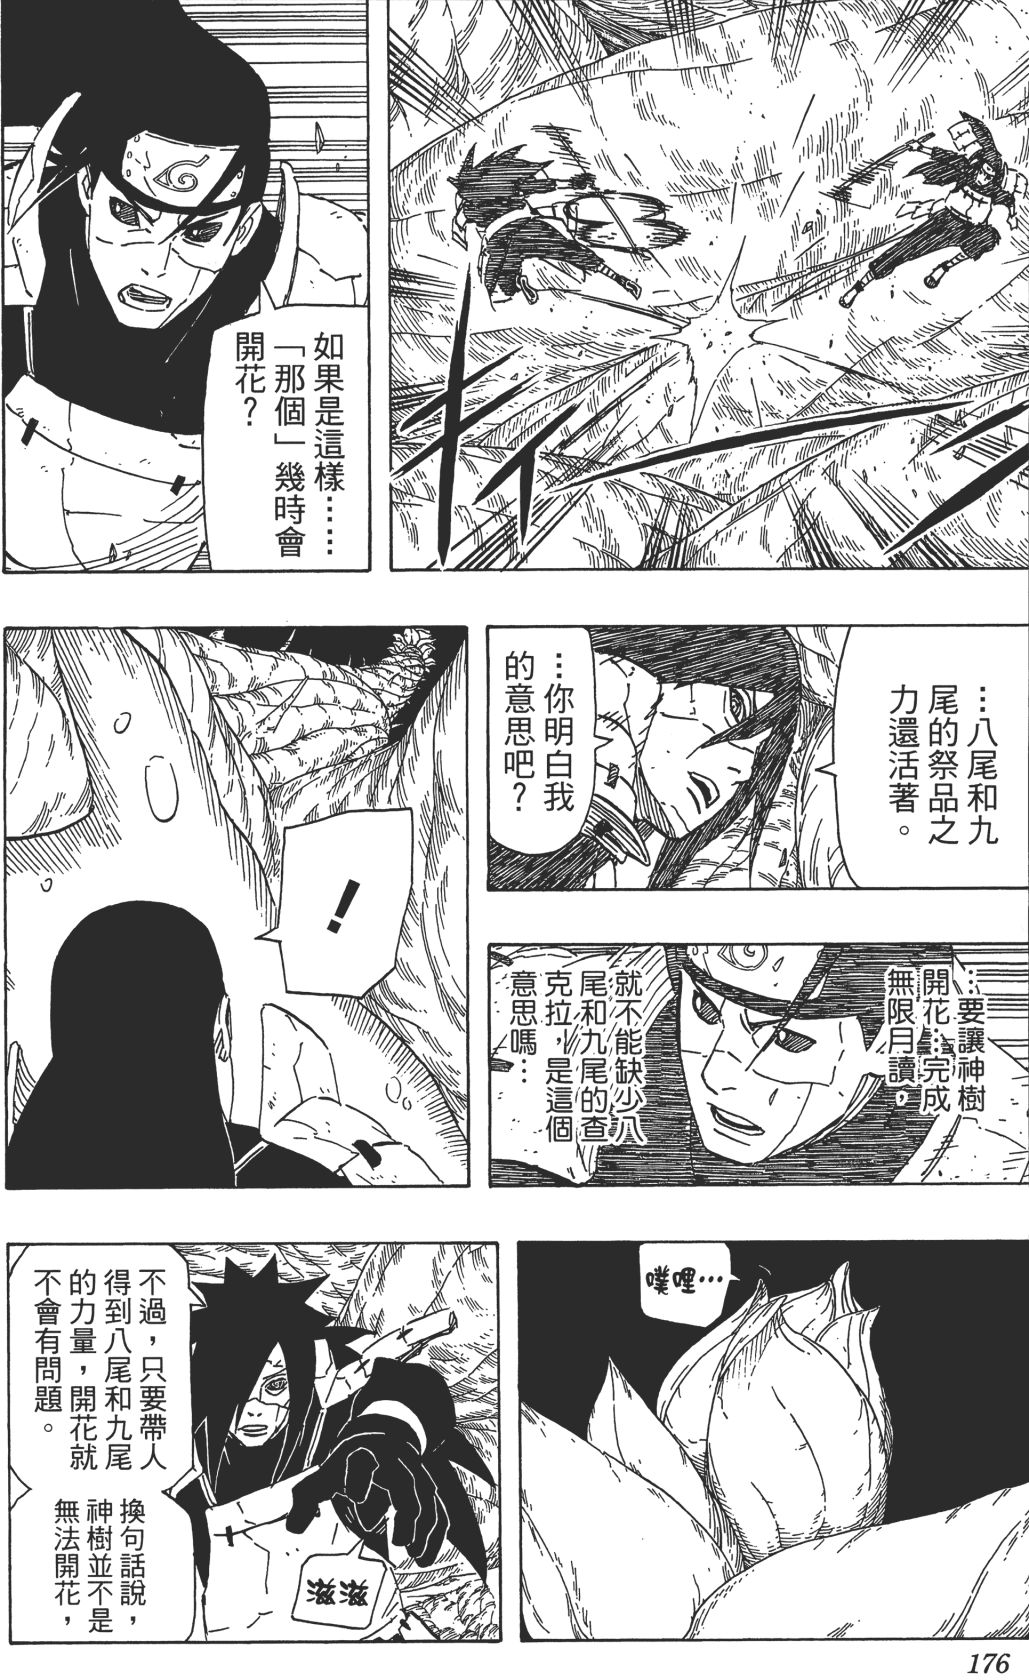 如果是這樣……
「那個」幾時會
開花？
…八尾和九
尾的祭品之
力還活著。
…你明白我
的意思吧？
…要讓神樹
開花…完成
無限月讀，
就不能缺少八
尾和九尾的查
克拉，是這個
意思嗎…
！
噗哩…
換句話說，
神樹並不是
無法開花，
不過，只要帶人
得到八尾和九尾
的力量，開花就
不會有問題。
滋滋
176